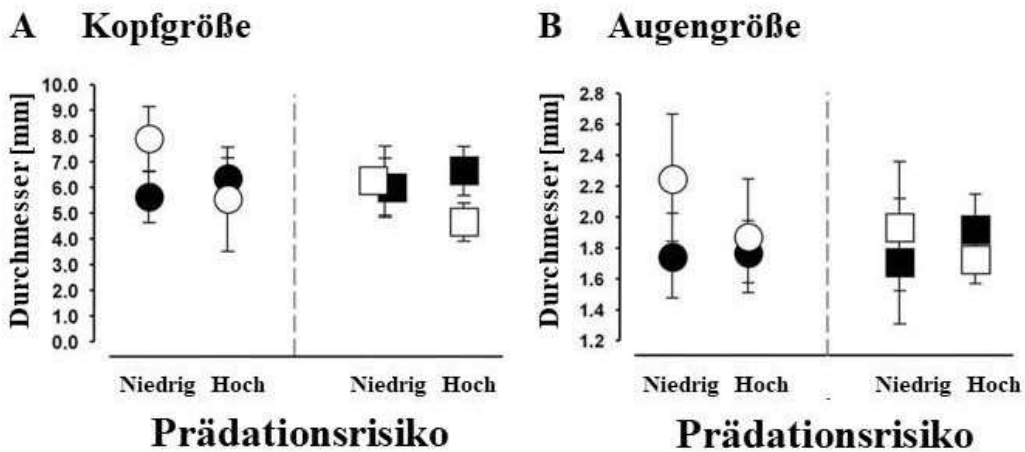 A Kopfgröße
Durchmesser [mm]
10.0
9.0
8.0
7.0
6.0
5.0
4.0
3.0
2.0
1.0
0.0
Niedrig Hoch Niedrig Hoch
Prädationsrisiko
B Augengröße
Durchmesser [mm]
2.8
2.6
2.4
2.2
2.0
1.8
1.6
1.4
1.2
Niedrig Hoch Niedrig Hoch
Prädationsrisiko